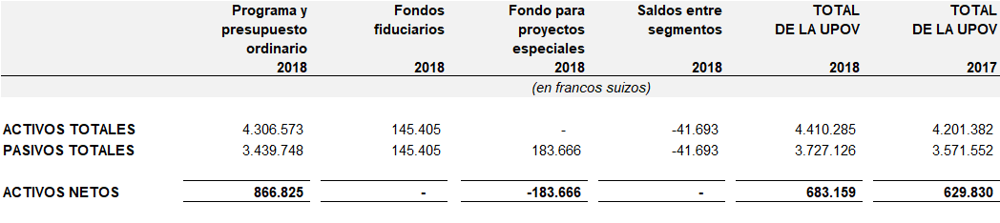 Programa y Fondos Fondo para Saldos entre TOTAL TOTAL
presupuesto fiduciarios proyectos segmentos DE LA UPOV DE LA UPOV
ordinario especiales
2018 2018 2018 2018 2018 2017
(en francos suizos)
ACTIVOS TOTALES 4.306.573 145.405 - -41.693 4.410.285 4.201.382
PASIVOS TOTALES 3.439.748 145.405 183.666 -41.693 3.727.126 3.571.552
ACTIVOS NETOS 866.825 - -183.666 - 683.159 629.830